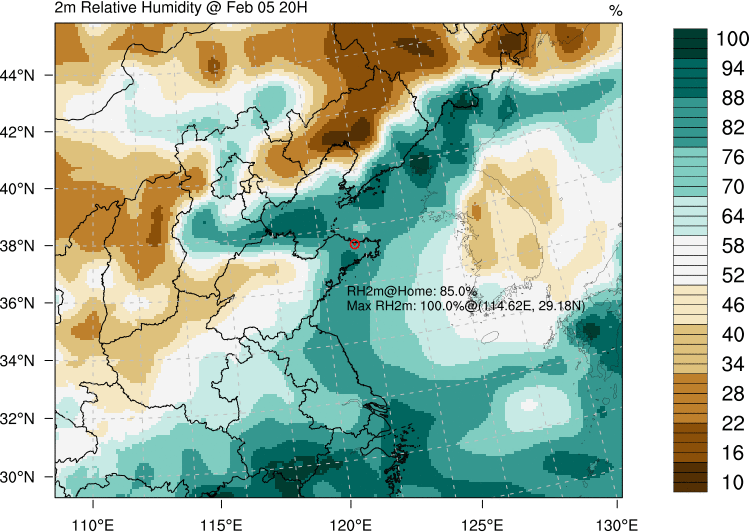 2m Relative Humidity @ Feb 05 20H
%
44°N
42°N
40°N
38°N
36°N
34°N
32°N
30°N
RH2m@Home: 85.0%
Max RH2m: 100.0%@(114.62E, 29.18N)
110°E
115°E
120°E
125°E
130°E
100
94
88
82
76
70
64
58
52
46
40
34
28
22
16
10